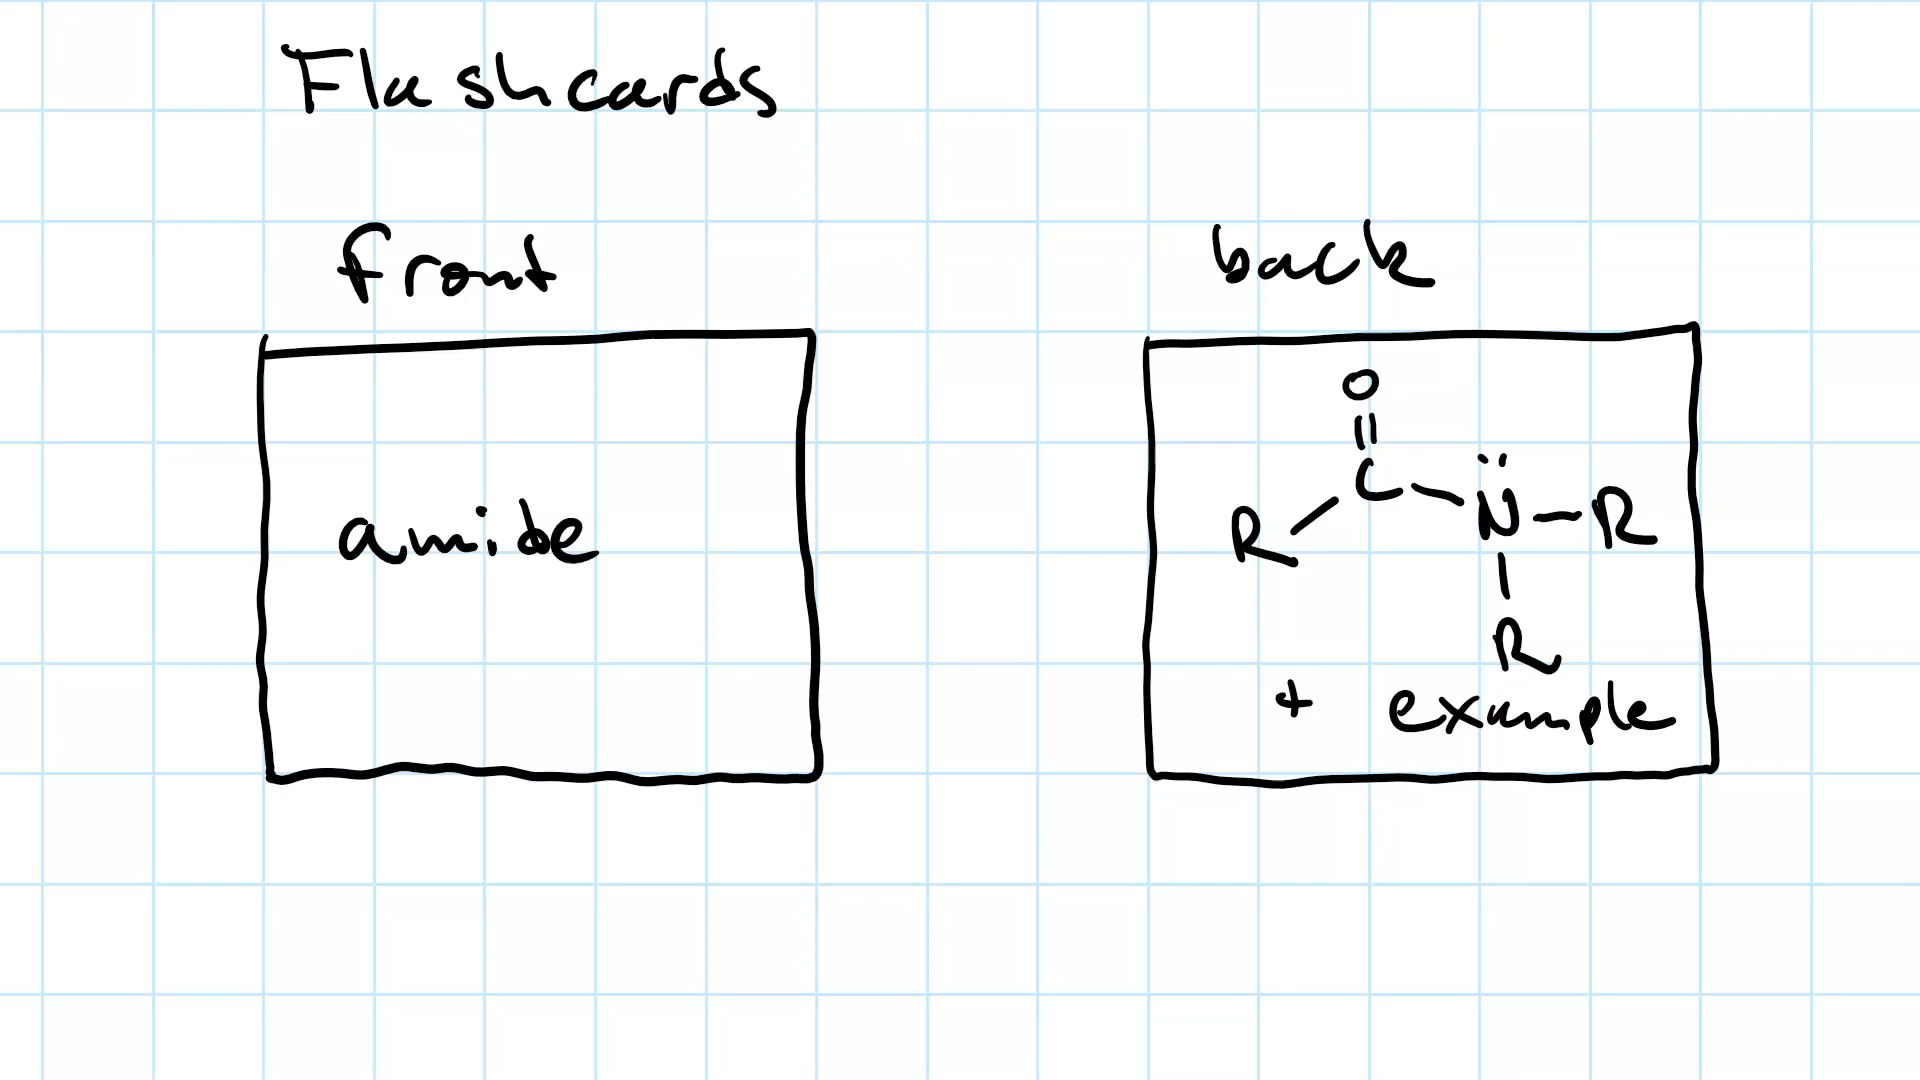 Flashcards
front
back
amide
O
||
C
R
N̈ – R
R
+ example